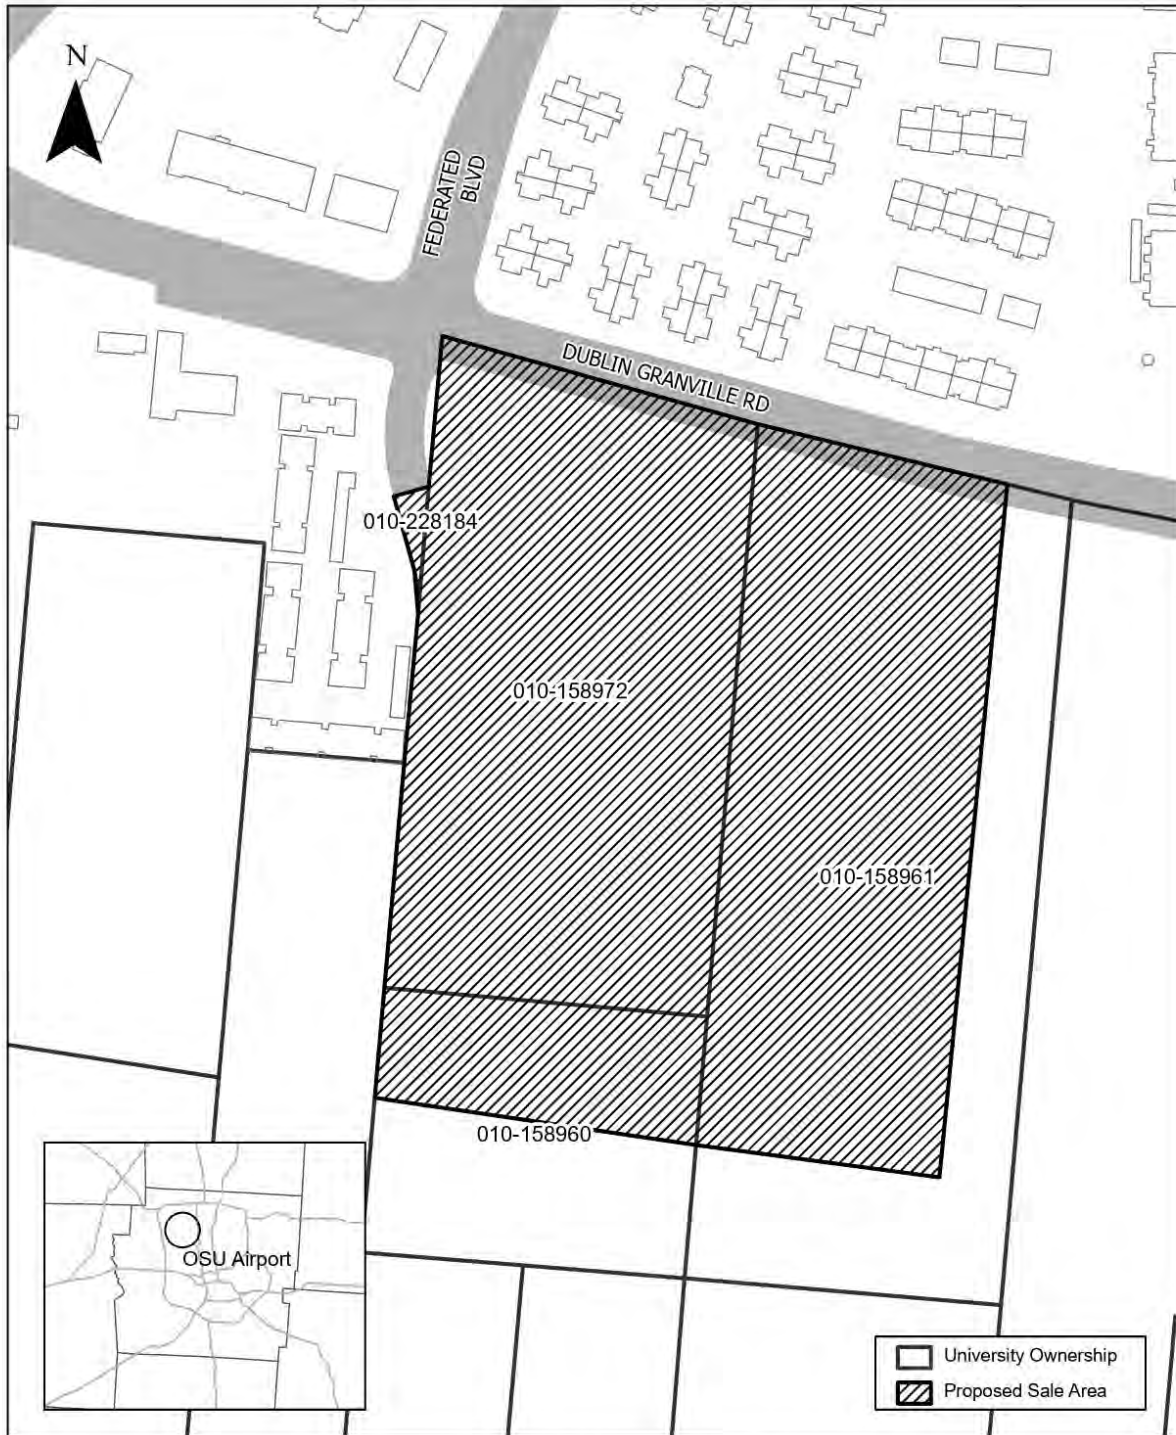 N
FEDERATED
BLVD
DUBLIN GRANVILLE RD
010-228184
010-158972
010-158961
010-158960
OSU Airport
University Ownership
Proposed Sale Area